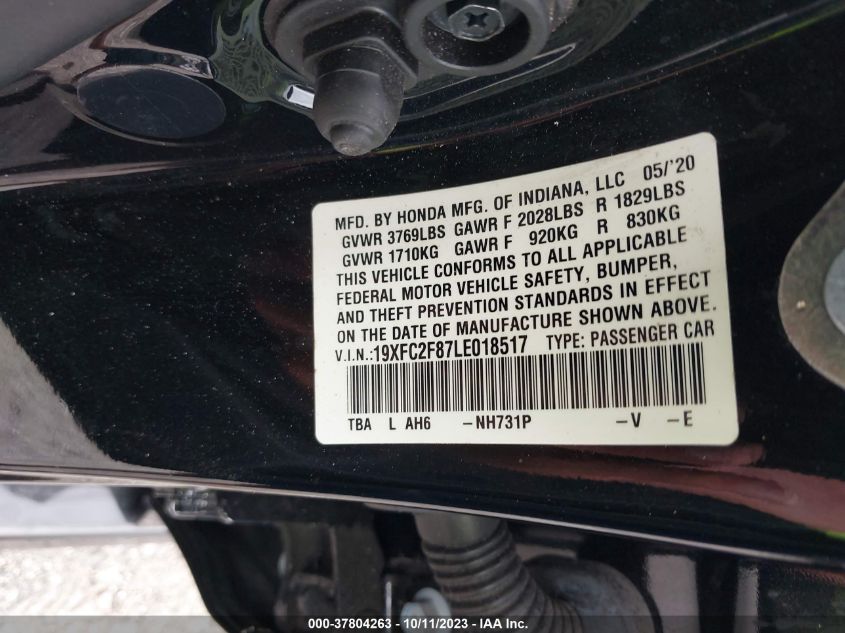 MFD. BY HONDA MFG. OF INDIANA, LLC 05/'20
GVWR 3769LBS GAWR F 2028LBS R 1829LBS
GVWR 1710KG GAWR F 920KG R 830KG
THIS VEHICLE CONFORMS TO ALL APPLICABLE
FEDERAL MOTOR VEHICLE SAFETY, BUMPER,
AND THEFT PREVENTION STANDARDS IN EFFECT
ON THE DATE OF MANUFACTURE SHOWN ABOVE.
V.I.N.:19XFC2F87LE018517 TYPE: PASSENGER CAR
TBA L AH6 –NH731P –V –E
000-37804263 - 10/11/2023 - IAA Inc.